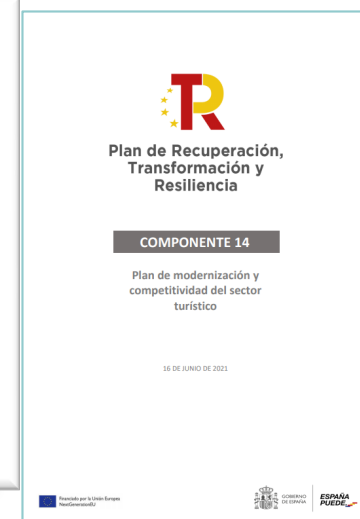 TR
Plan de Recuperación,
Transformación y
Resiliencia
COMPONENTE 14
Plan de modernización y
competitividad del sector
turístico
16 DE JUNIO DE 2021
Financiado por la Unión Europea
NextGenerationEU
GOBIERNO
DE ESPAÑA
ESPAÑA
PUEDE